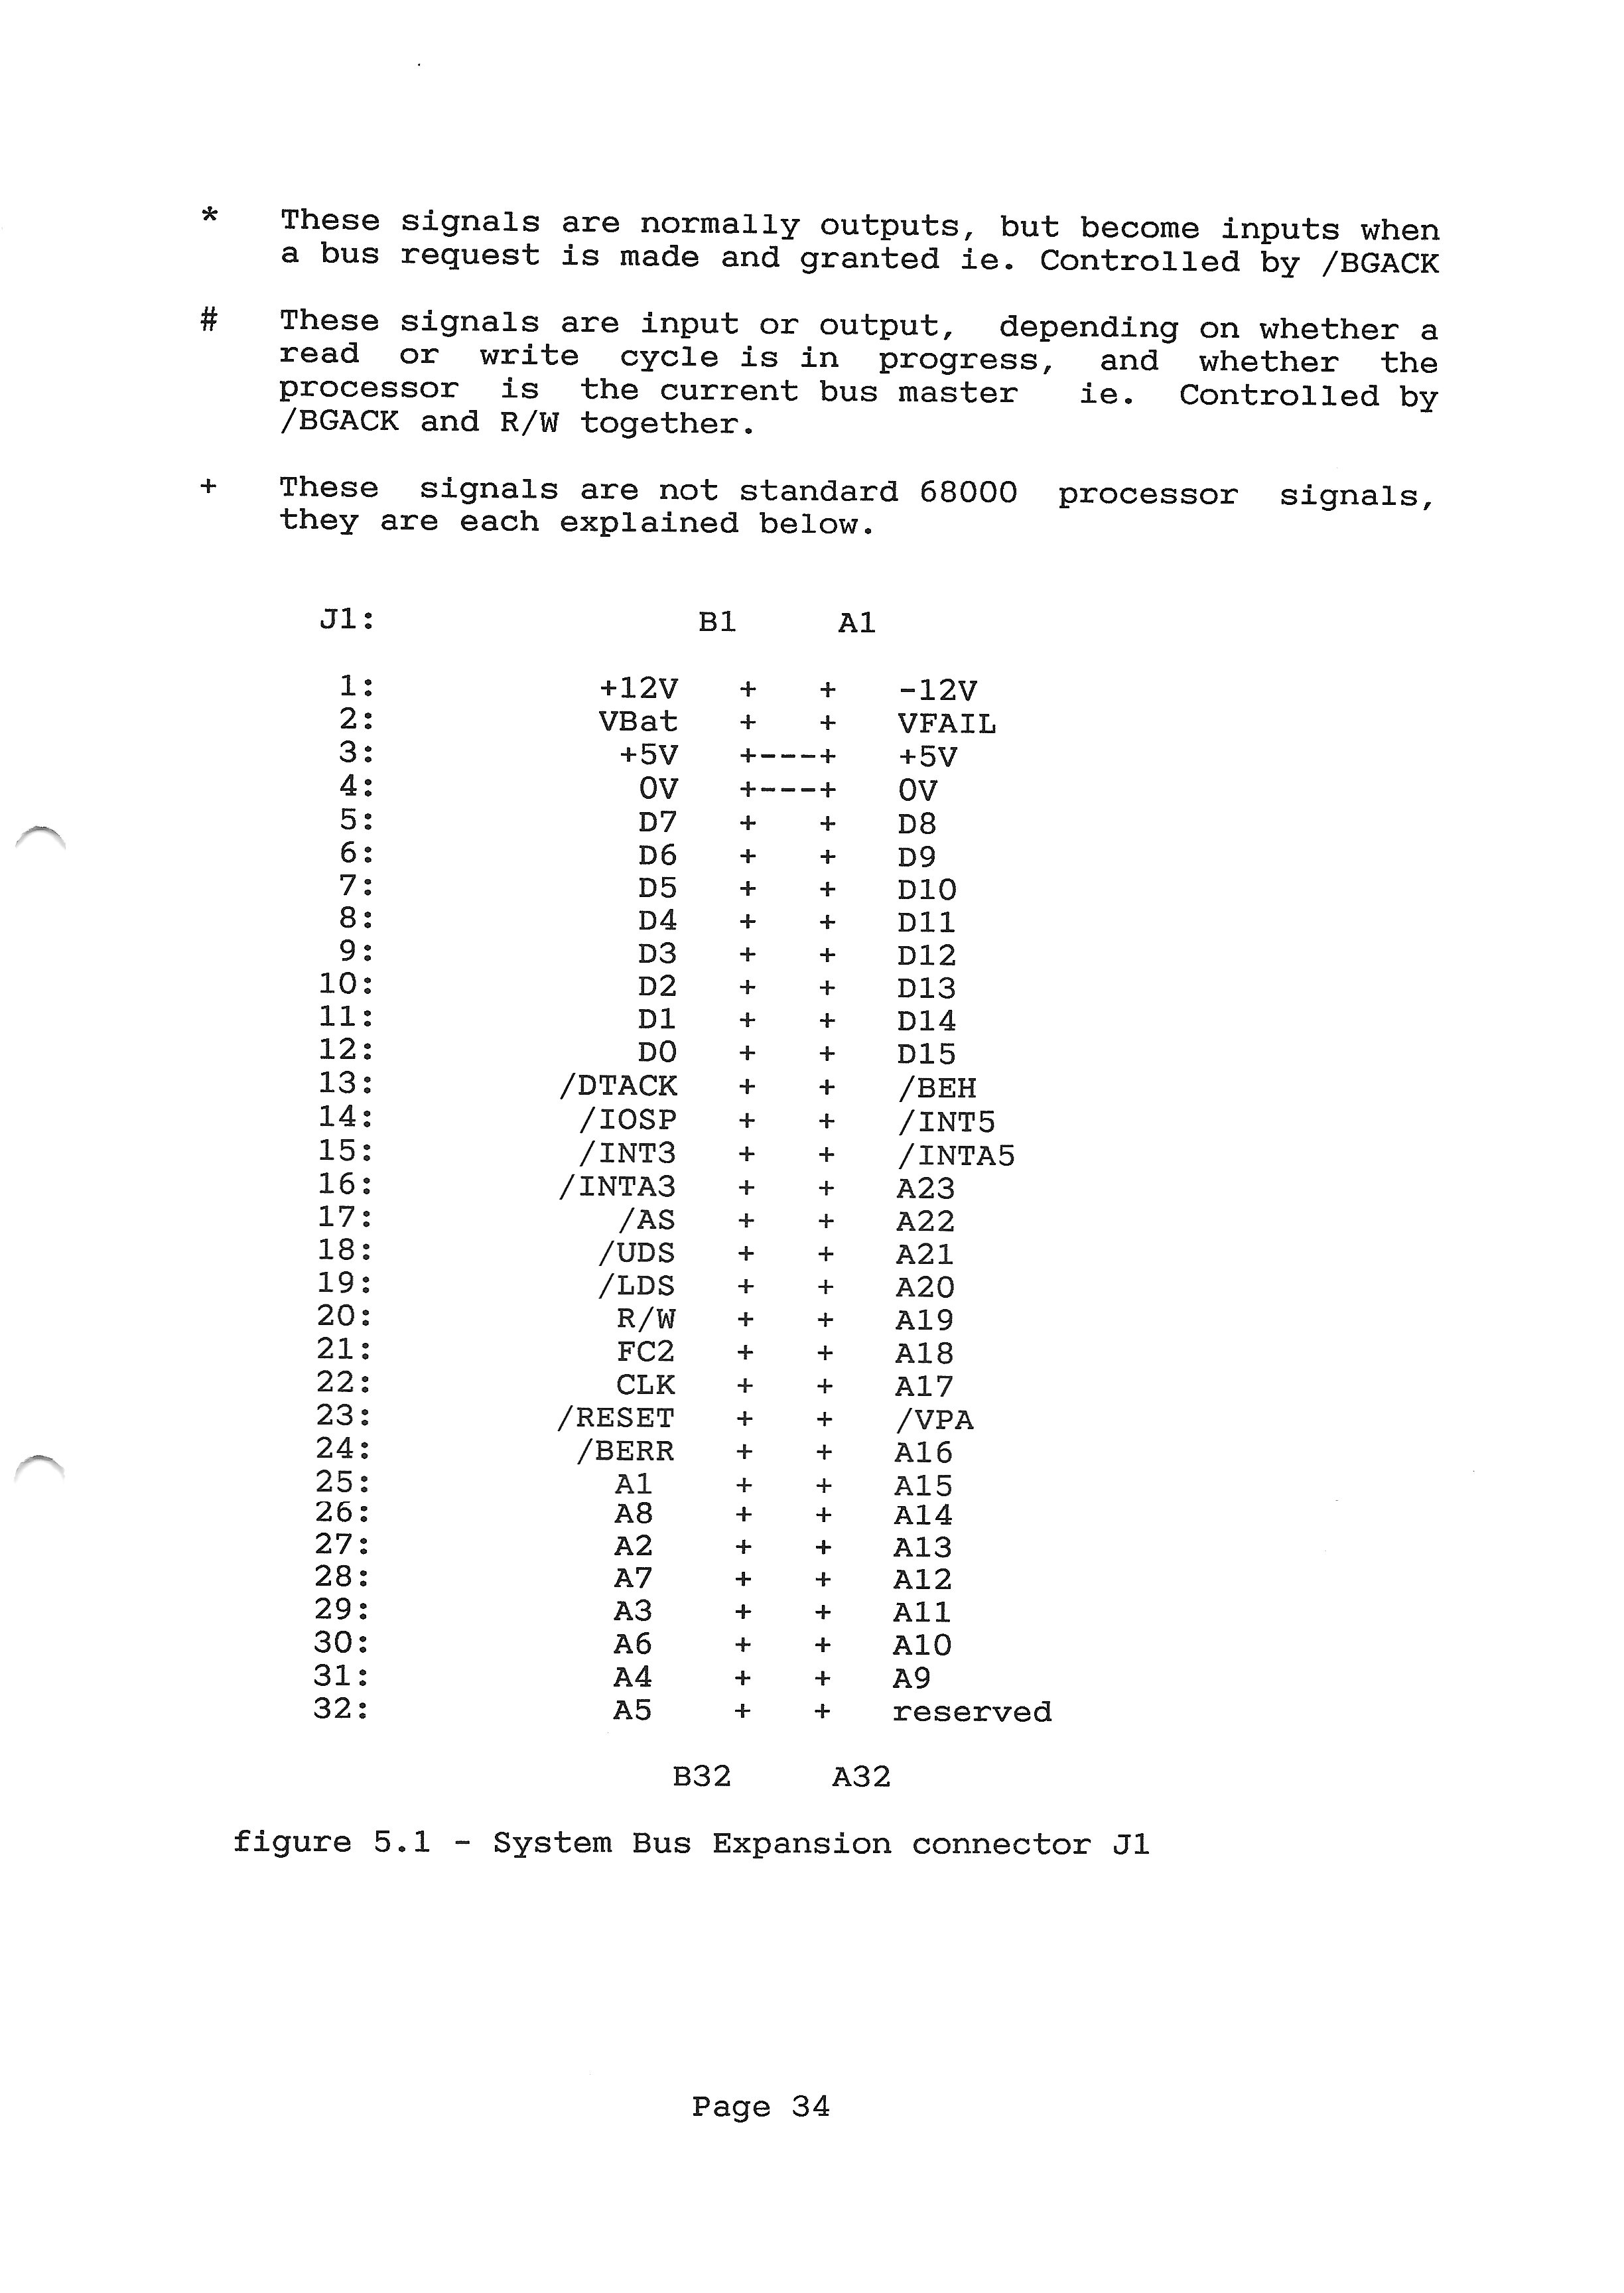 * These signals are normally outputs, but become inputs when
a bus request is made and granted ie. Controlled by /BGACK
# These signals are input or output, depending on whether a
read or write cycle is in progress, and whether the
processor is the current bus master ie. Controlled by
/BGACK and R/W together.
+ These signals are not standard 68000 processor signals,
they are each explained below.
J1: B1 A1
1: +12V + + -12V
2: VBat + + VFAIL
3: +5V +---+ +5V
4: 0V +---+ 0V
5: D7 + + D8
6: D6 + + D9
7: D5 + + D10
8: D4 + + D11
9: D3 + + D12
10: D2 + + D13
11: D1 + + D14
12: D0 + + D15
13: /DTACK + + /BEH
14: /IOSP + + /INT5
15: /INT3 + + /INTA5
16: /INTA3 + + A23
17: /AS + + A22
18: /UDS + + A21
19: /LDS + + A20
20: R/W + + A19
21: FC2 + + A18
22: CLK + + A17
23: /RESET + + /VPA
24: /BERR + + A16
25: A1 + + A15
26: A8 + + A14
27: A2 + + A13
28: A7 + + A12
29: A3 + + A11
30: A6 + + A10
31: A4 + + A9
32: A5 + + reserved
B32 A32
figure 5.1 - System Bus Expansion connector J1
Page 34